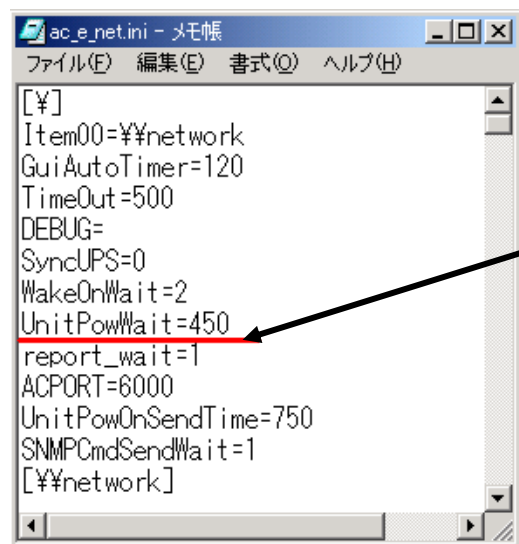 ac_e_net.ini - メモ帳
ファイル(F) 編集(E) 書式(O) ヘルプ(H)
[¥]
Item00=¥¥network
GuiAutoTimer=120
TimeOut=500
DEBUG=
SyncUPS=0
WakeOnWait=2
UnitPowWait=450
report_wait=1
ACPORT=6000
UnitPowOnSendTime=750
SNMPCmdSendWait=1
[¥¥network]